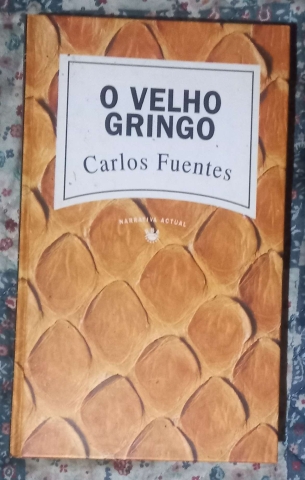 O VELHO
GRINGO
Carlos Fuentes
NARRATIVA ACTUAL